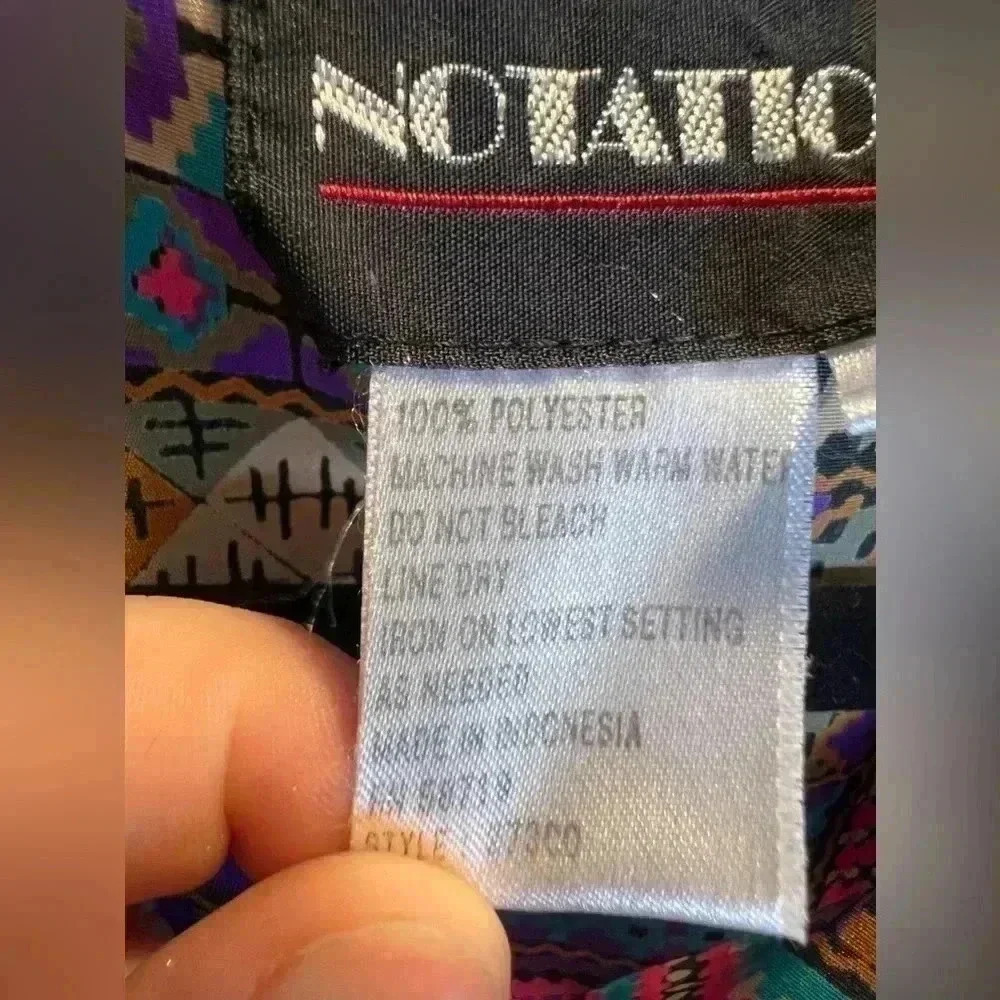 NOTATIO
100% POLYESTER
MACHINE WASH WARM WATER
DO NOT BLEACH
LINE DRY
IRON ON LOWEST SETTING
AS NEEDED
MADE IN INDONESIA
STYLE